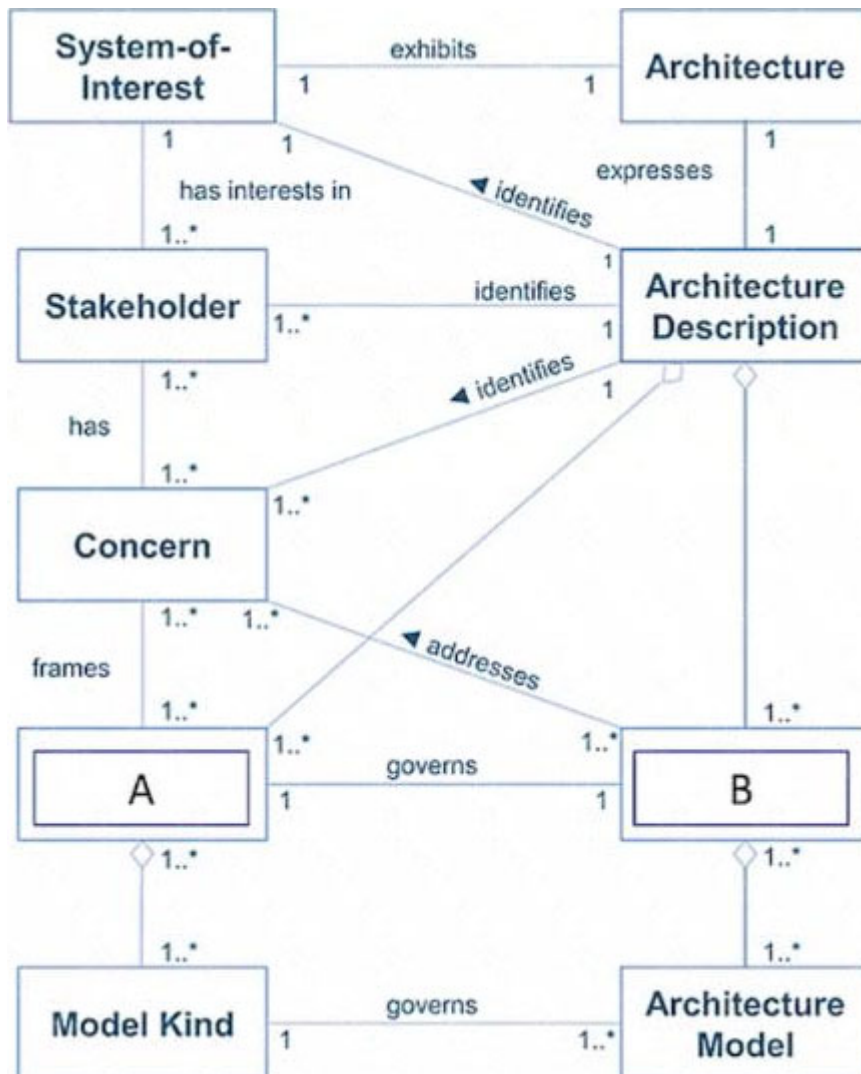 System-of-
Interest
exhibits
Architecture
1
1
1
1
1
has interests in
identifies
expresses
1..*
1
1
Stakeholder
identifies
Architecture
Description
1..*
1
1..*
identifies
1
has
1..*
1..*
Concern
1..*
1..*
addresses
frames
1..*
1..*
1..*
1..*
A
governs
B
1
1
1..*
1..*
1..*
1..*
Model Kind
governs
Architecture
Model
1
1..*